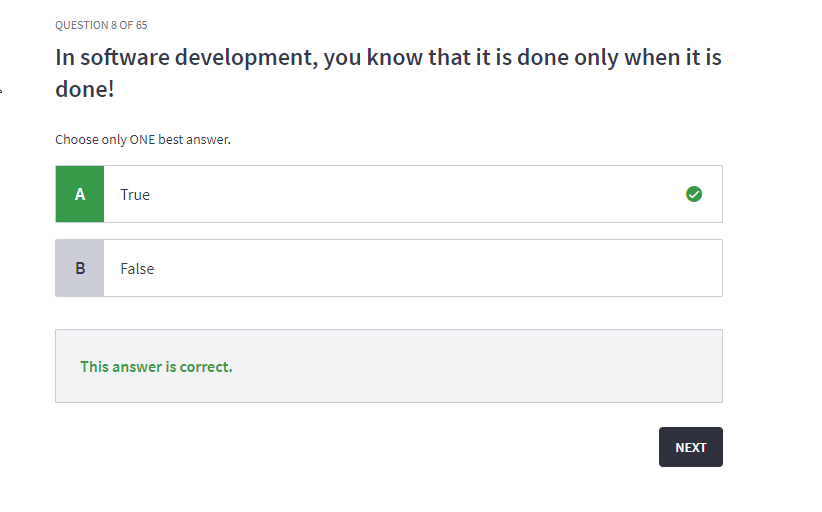 QUESTION 8 OF 65
In software development, you know that it is done only when it is
done!
Choose only ONE best answer.
A True
B False
This answer is correct.
NEXT